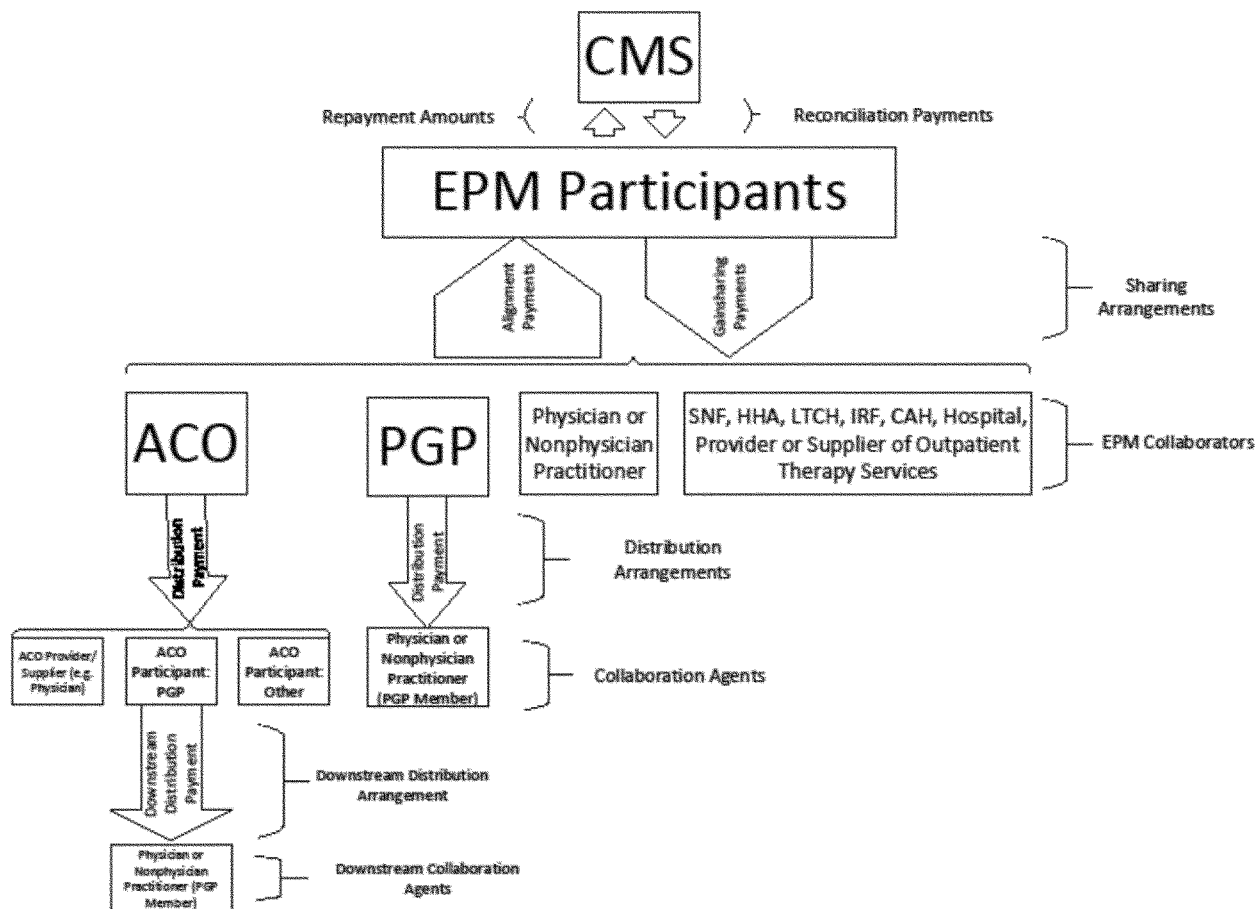 CMS
Repayment Amounts
Reconciliation Payments
EPM Participants
Alignment
Payments
Gainsharing
Payments
Sharing
Arrangements
ACO
PGP
Physician or
Nonphysician
Practitioner
SNF, HHA, LTCH, IRF, CAH, Hospital,
Provider or Supplier of Outpatient
Therapy Services
EPM Collaborators
Distribution
Payment
Distribution
Payment
Distribution
Arrangements
ACO Provider/
Supplier (e.g.
Physician)
ACO
Participant:
PGP
ACO
Participant:
Other
Physician or
Nonphysician
Practitioner
(PGP Member)
Collaboration Agents
Downstream
Distribution
Payment
Downstream Distribution
Arrangement
Physician or
Nonphysician
Practitioner (PGP
Member)
Downstream Collaboration
Agents